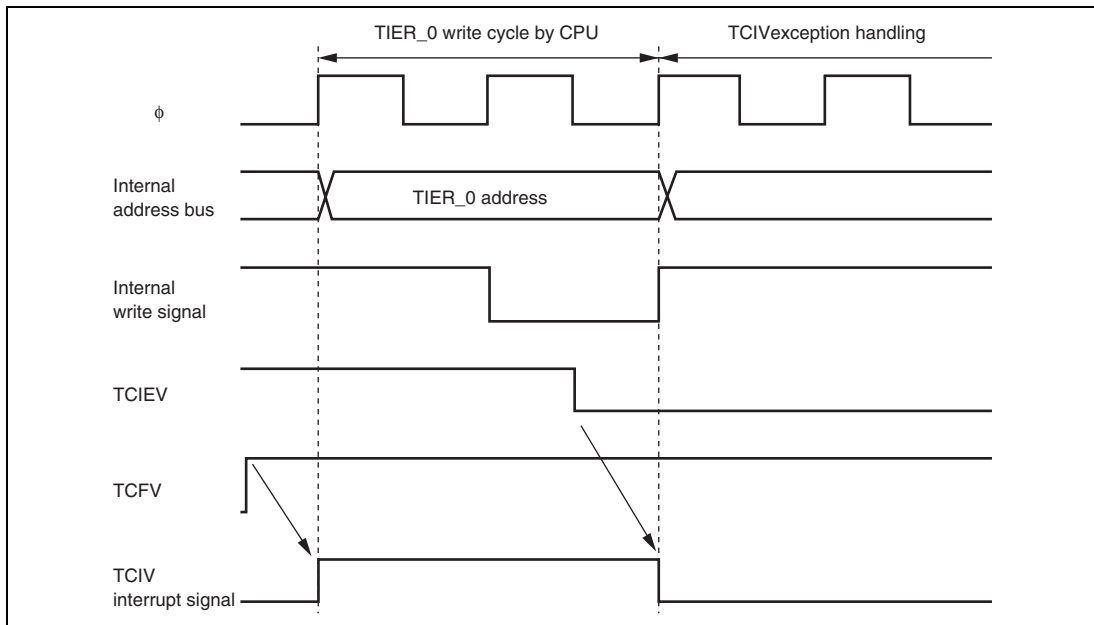 TIER_0 write cycle by CPU
TCIVexception handling
ϕ
Internal
address bus
TIER_0 address
Internal
write signal
TCIEV
TCFV
TCIV
interrupt signal